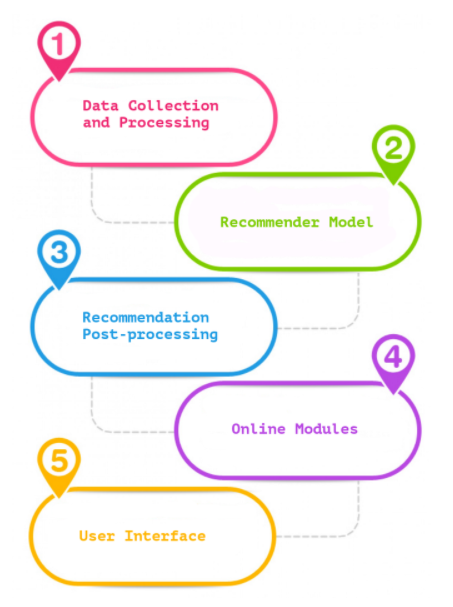 1
Data Collection
and Processing
2
Recommender Model
3
Recommendation
Post-processing
4
Online Modules
5
User Interface